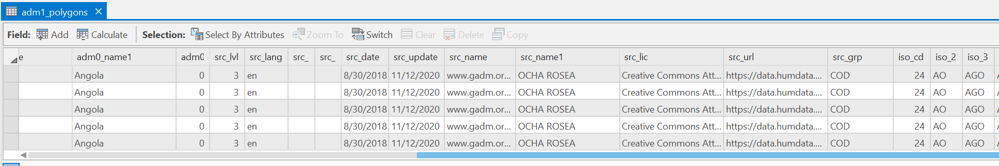 adm1_polygons
Field: Add Calculate Selection: Select By Attributes Zoom To Switch Clear Delete Copy
e adm0_name1 adm0 src_lvl src_lang src_ src_ src_date src_update src_name src_name1 src_lic src_url src_grp iso_cd iso_2 iso_3
Angola 0 3 en 8/30/2018 11/12/2020 www.gadm.or... OCHA ROSEA Creative Commons Att... https://data.humdata.... COD 24 AO AGO
Angola 0 3 en 8/30/2018 11/12/2020 www.gadm.or... OCHA ROSEA Creative Commons Att... https://data.humdata.... COD 24 AO AGO
Angola 0 3 en 8/30/2018 11/12/2020 www.gadm.or... OCHA ROSEA Creative Commons Att... https://data.humdata.... COD 24 AO AGO
Angola 0 3 en 8/30/2018 11/12/2020 www.gadm.or... OCHA ROSEA Creative Commons Att... https://data.humdata.... COD 24 AO AGO
Angola 0 3 en 8/30/2018 11/12/2020 www.gadm.or... OCHA ROSEA Creative Commons Att... https://data.humdata.... COD 24 AO AGO